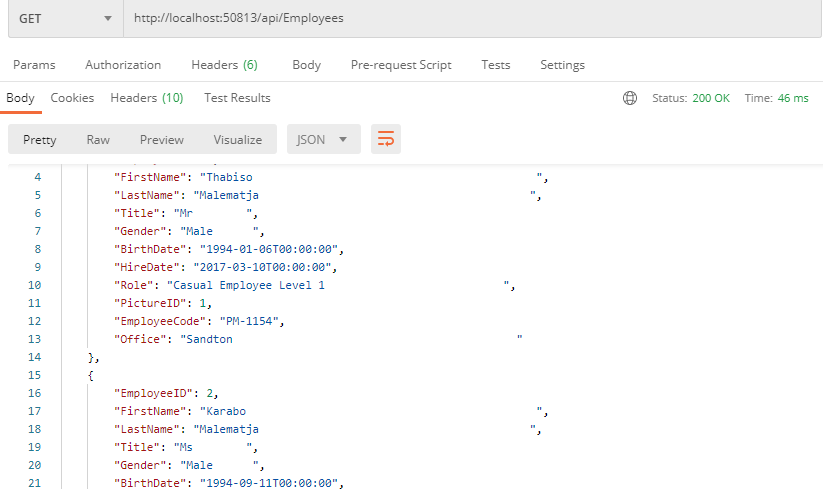 GET http://localhost:50813/api/Employees
Params Authorization Headers (6) Body Pre-request Script Tests Settings
Body Cookies Headers (10) Test Results Status: 200 OK Time: 46 ms
Pretty Raw Preview Visualize JSON
4 "FirstName": "Thabiso                                           ",
5 "LastName": "Malematja                                         ",
6 "Title": "Mr        ",
7 "Gender": "Male      ",
8 "BirthDate": "1994-01-06T00:00:00",
9 "HireDate": "2017-03-10T00:00:00",
10 "Role": "Casual Employee Level 1                           ",
11 "PictureID": 1,
12 "EmployeeCode": "PM-1154",
13 "Office": "Sandton                                           "
14 },
15 {
16 "EmployeeID": 2,
17 "FirstName": "Karabo                                            ",
18 "LastName": "Malematja                                         ",
19 "Title": "Ms        ",
20 "Gender": "Male      ",
21 "BirthDate": "1994-09-11T00:00:00",